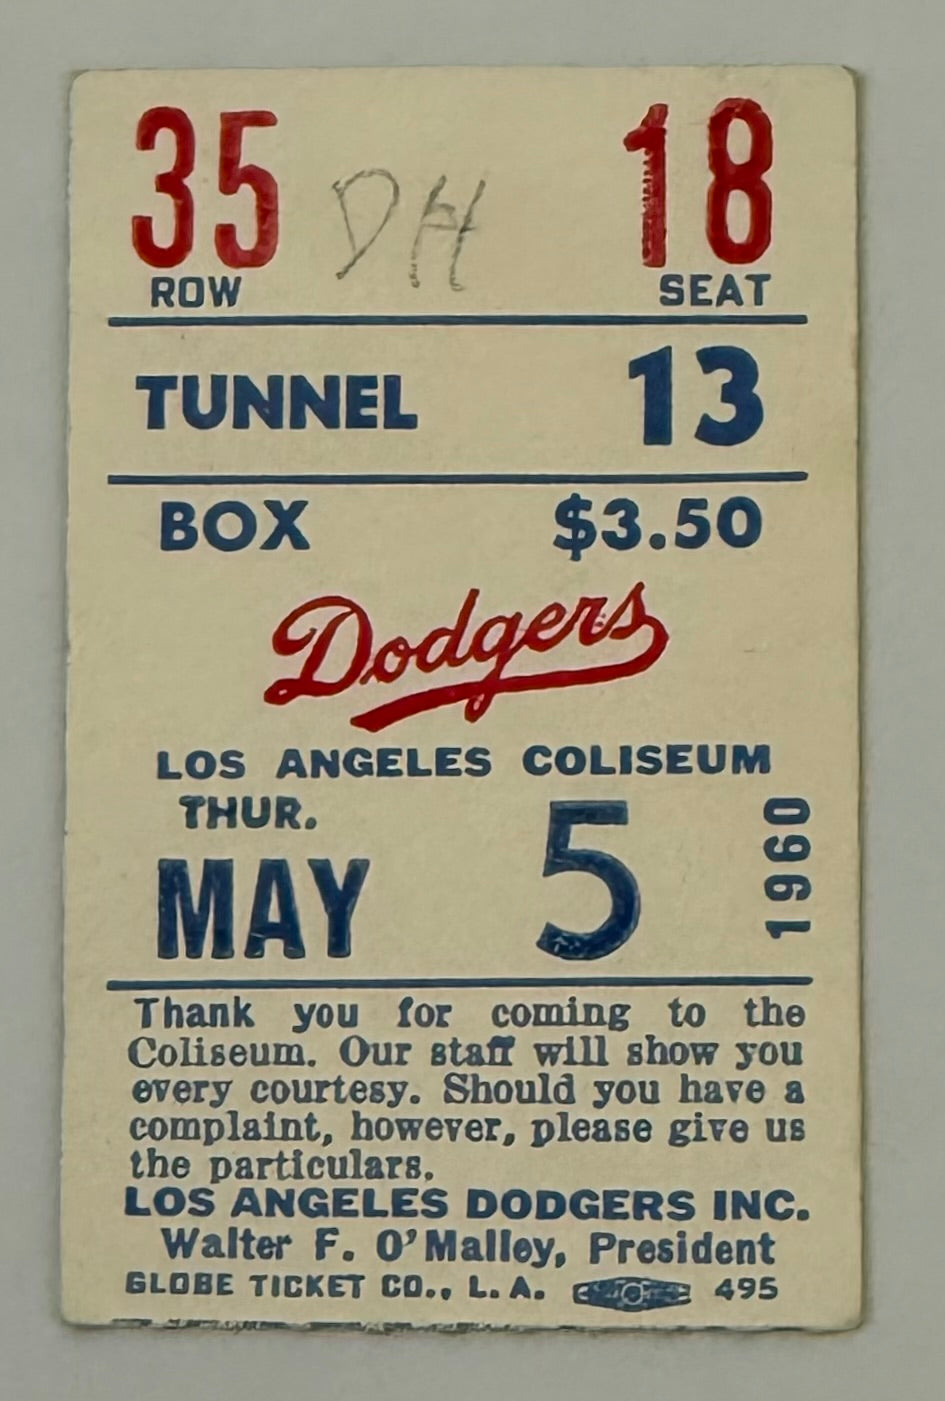 35 DH 18
ROW SEAT
TUNNEL 13
BOX $3.50
Dodgers
LOS ANGELES COLISEUM
THUR.
MAY 5 1960
Thank you for coming to the
Coliseum. Our staff will show you
every courtesy. Should you have a
complaint, however, please give us
the particulars.
LOS ANGELES DODGERS INC.
Walter F. O'Malley, President
GLOBE TICKET CO., L.A. 495